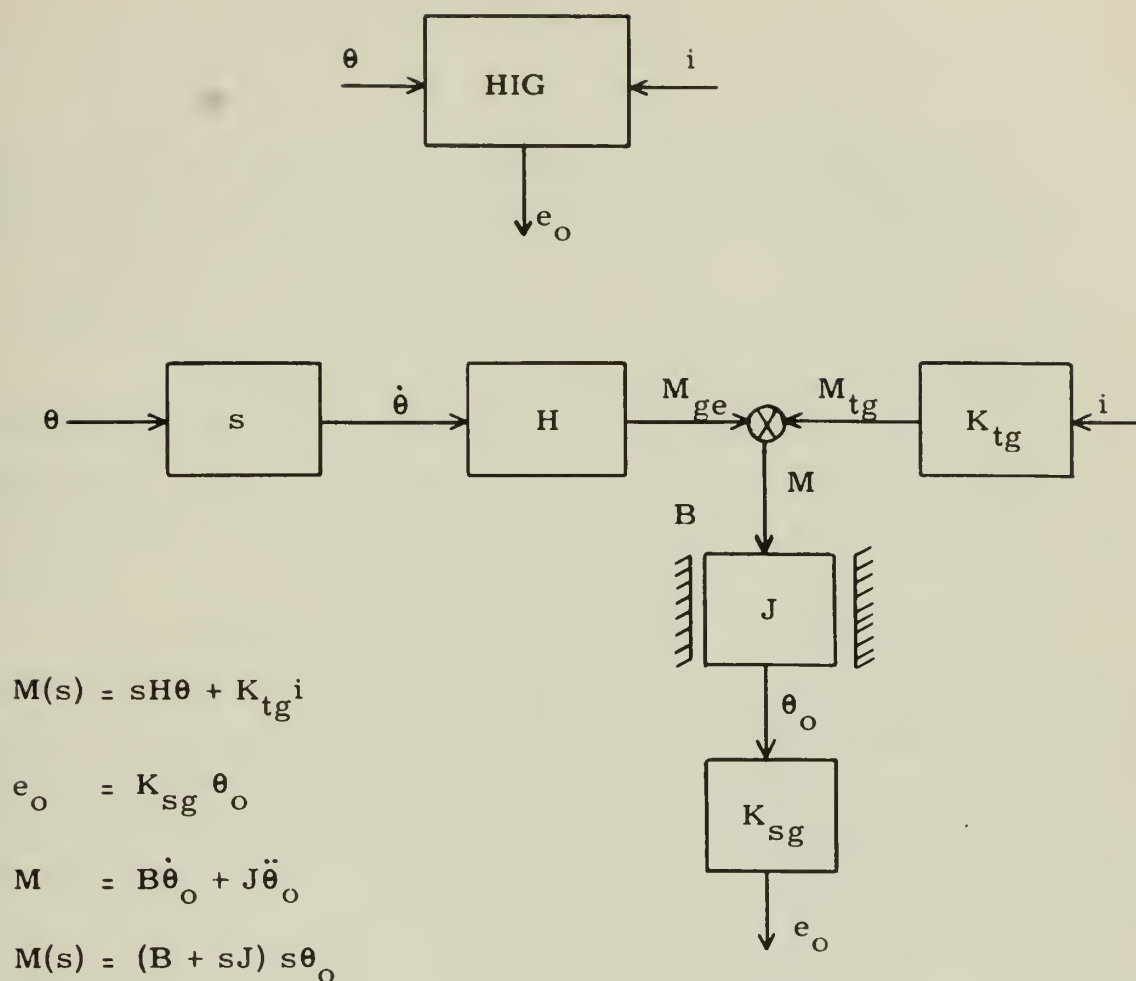 θ
HIG
i
e_o
θ
s
θ̇
H
M_ge
M_tg
K_tg
i
M
B
J
θ_o
K_sg
e_o
M(s) = sHθ + K_tg i
e_o = K_sg θ_o
M = Bθ̇_o + Jθ̈_o
M(s) = (B + sJ) sθ_o